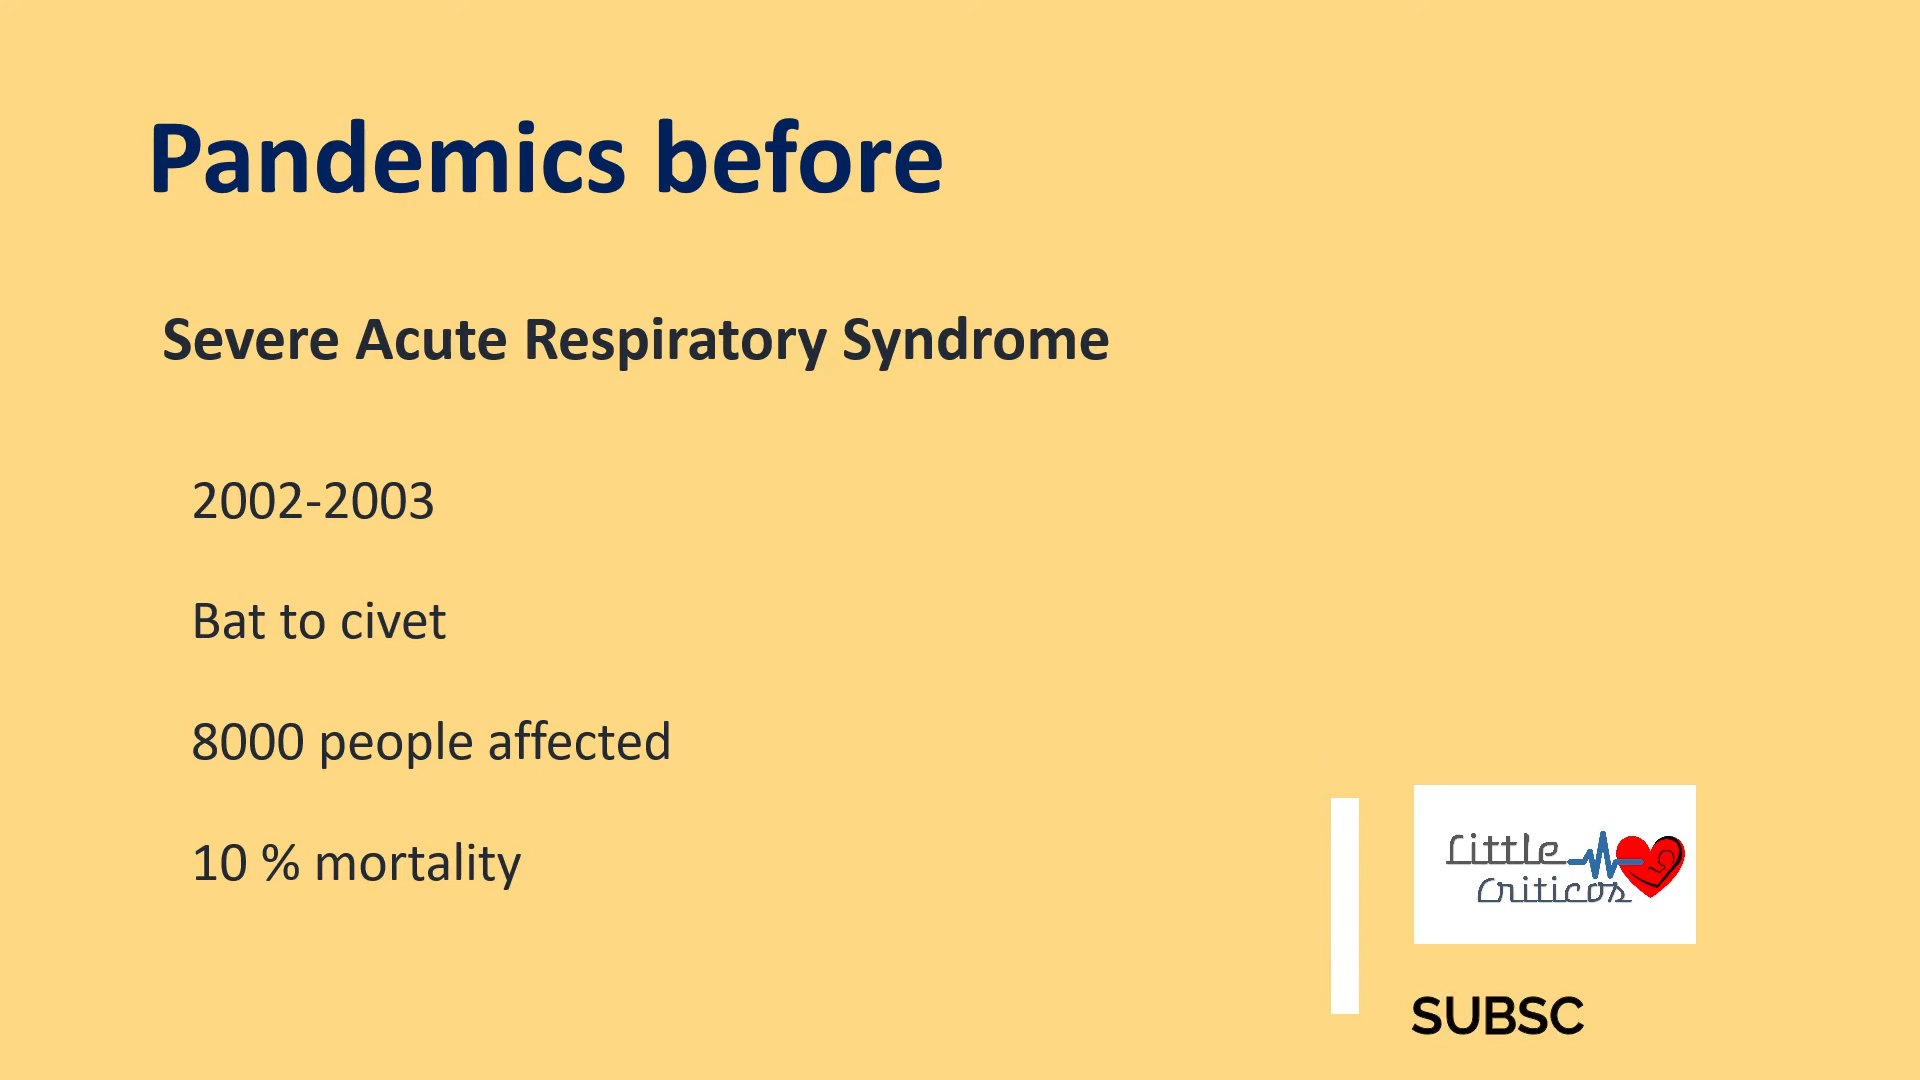 Pandemics before
Severe Acute Respiratory Syndrome
2002-2003
Bat to civet
8000 people affected
10 % mortality
Little
Criticos
SUBSC